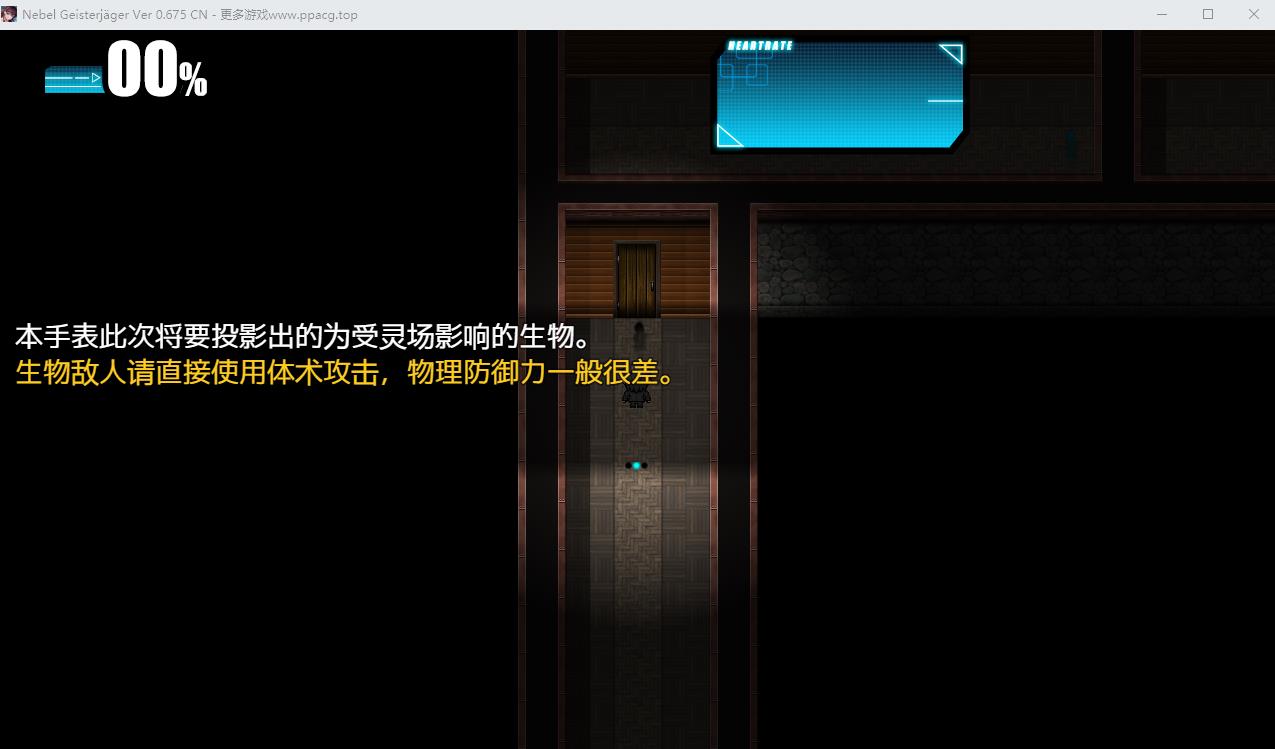 Nebel Geisterjäger Ver 0.675 CN - 更多游戏www.ppacg.top
00%
HEARTRATE
本手表此次将要投影出的为受灵场影响的生物。
生物敌人请直接使用体术攻击，物理防御力一般很差。